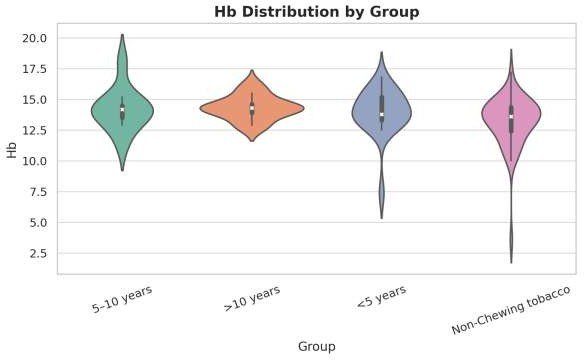 Hb Distribution by Group
Hb
20.0
17.5
15.0
12.5
10.0
7.5
5.0
2.5
5–10 years
>10 years
<5 years
Non-Chewing tobacco
Group